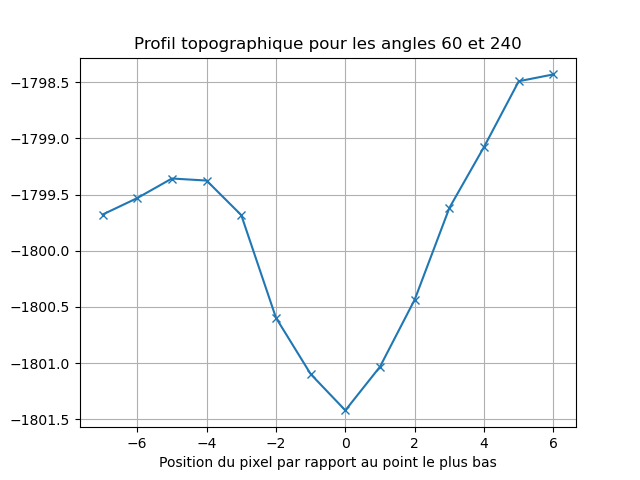 Profil topographique pour les angles 60 et 240
−1798.5
−1799.0
−1799.5
−1800.0
−1800.5
−1801.0
−1801.5
−6 −4 −2 0 2 4 6
Position du pixel par rapport au point le plus bas